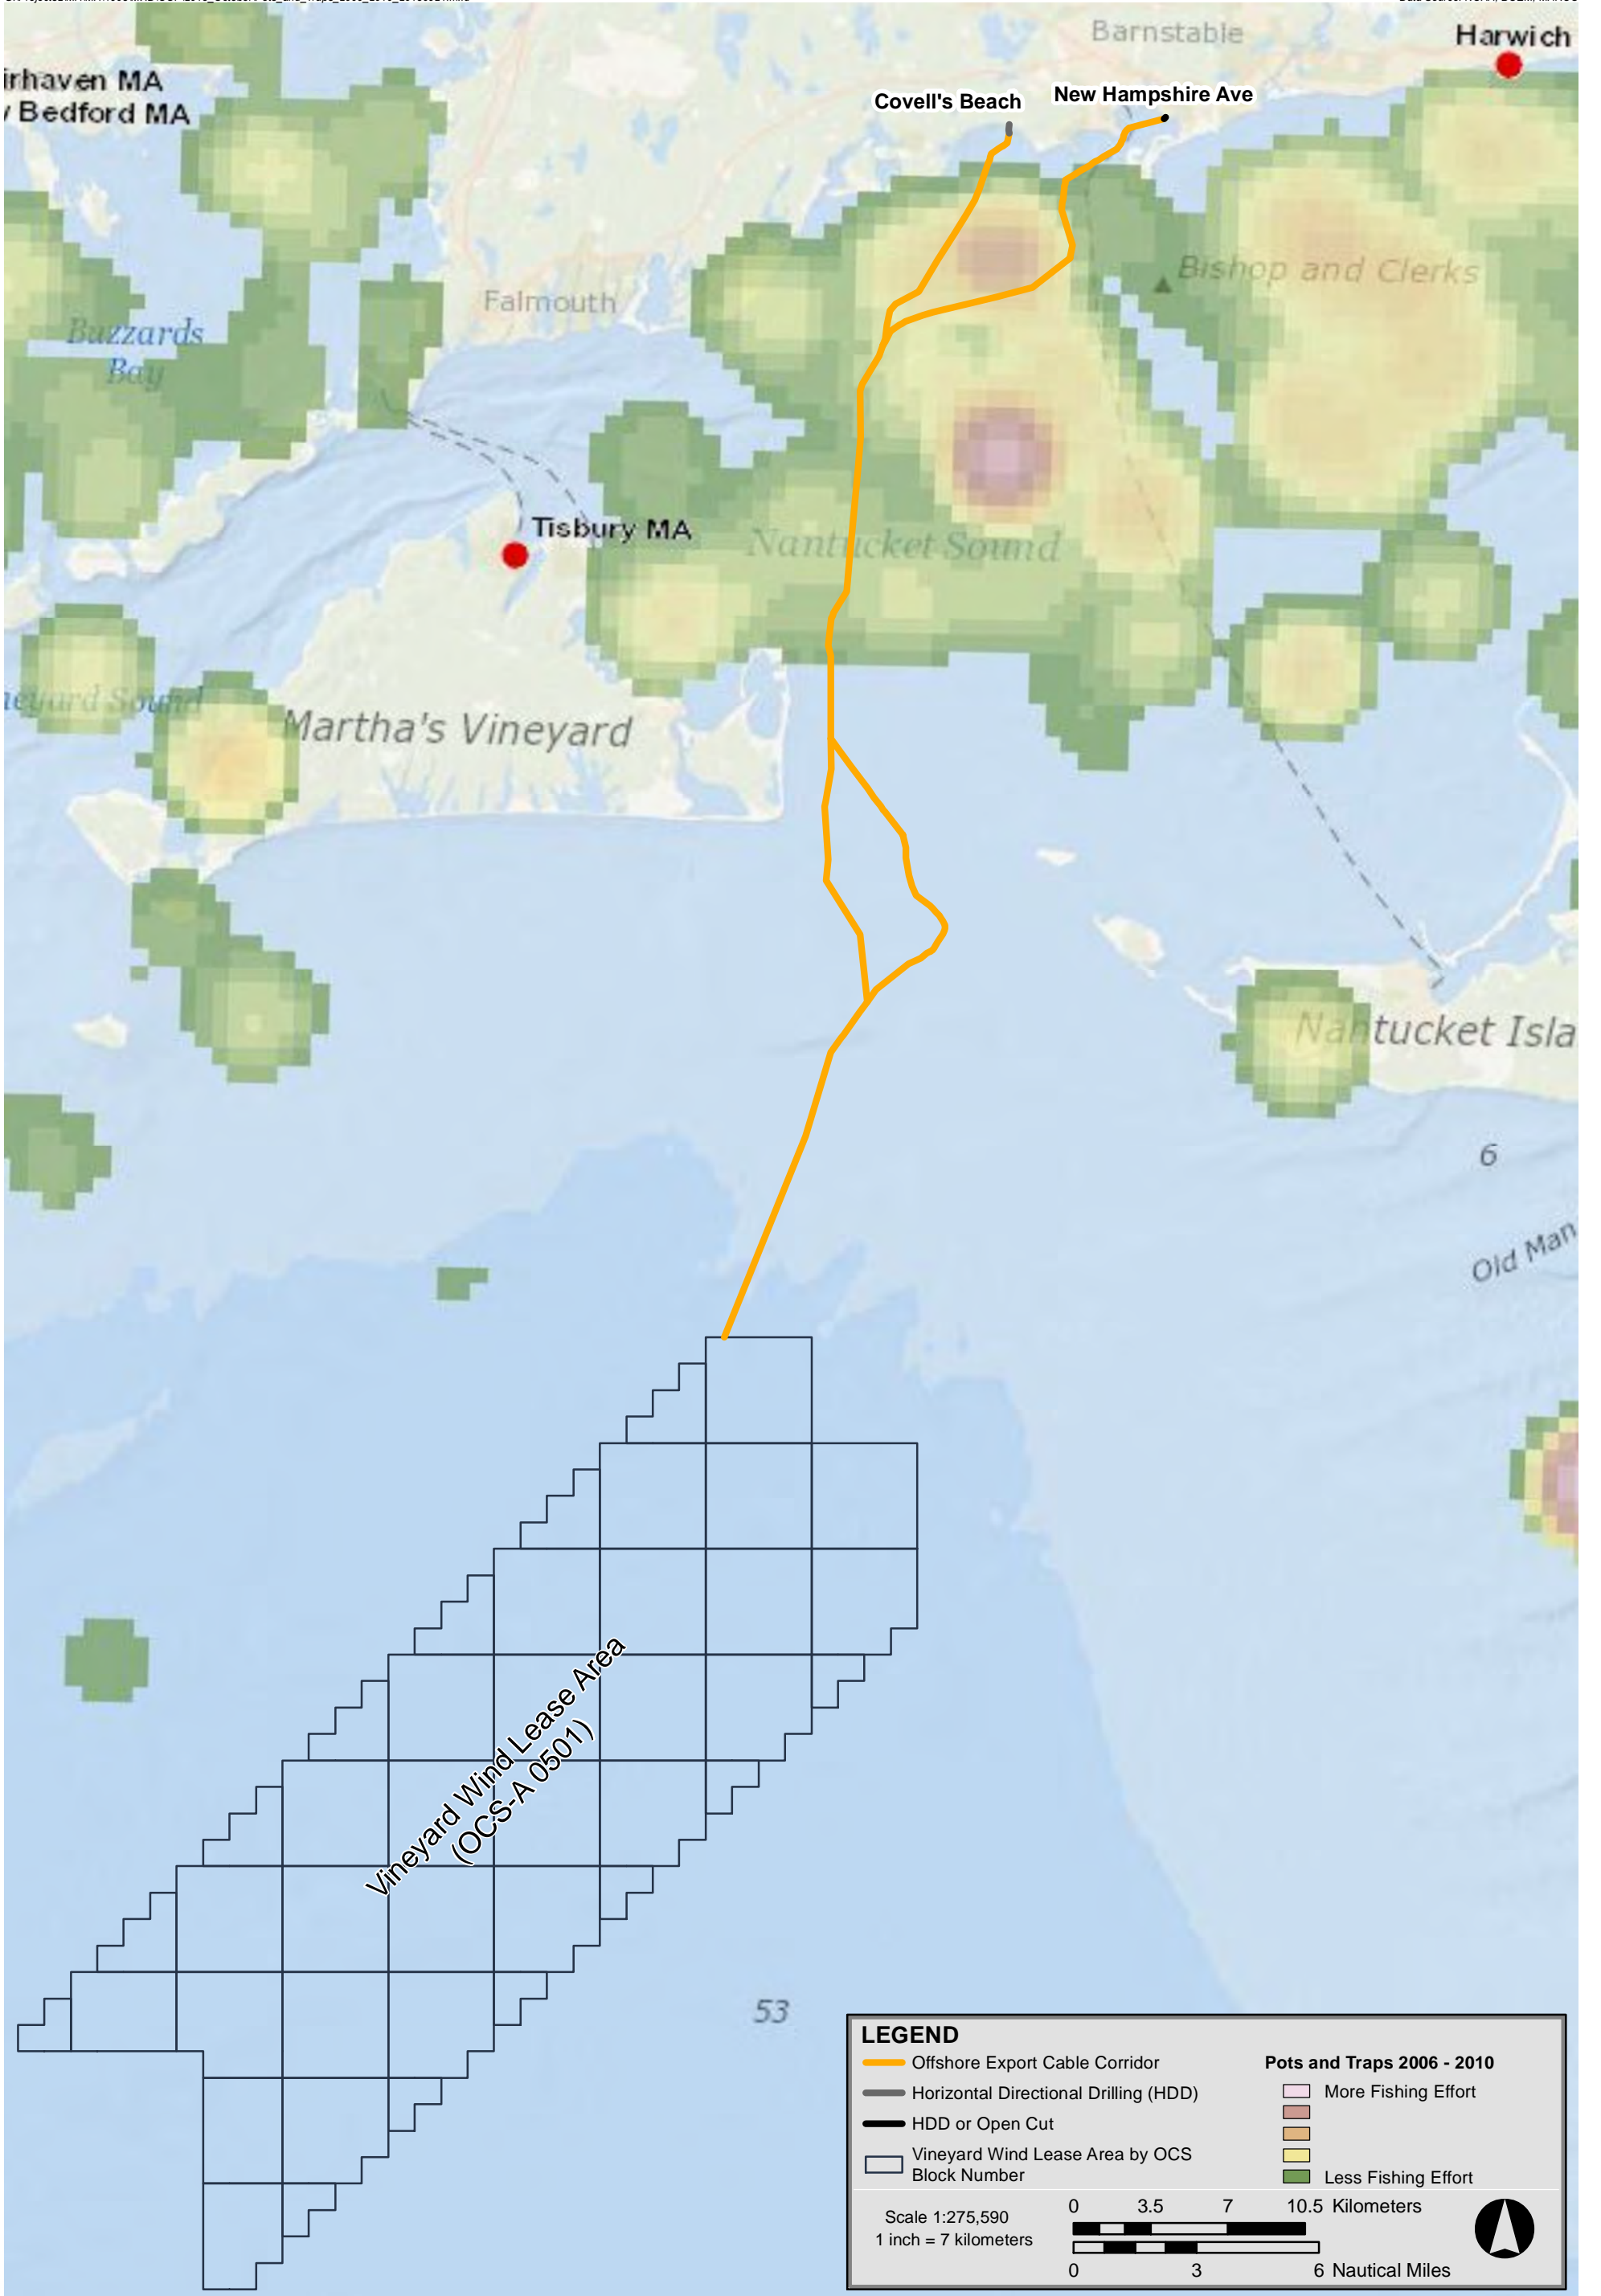 Barnstable
Harwich
irhaven MA
Bedford MA
Covell's Beach
New Hampshire Ave
Bishop and Clerks
Falmouth
Buzzards
Bay
Tisbury MA
Nantucket Sound
neyard Sound
Martha's Vineyard
Nantucket Isla
6
Old Man
Vineyard Wind Lease Area
(OCS-A 0501)
53
LEGEND
Offshore Export Cable Corridor
Horizontal Directional Drilling (HDD)
HDD or Open Cut
Vineyard Wind Lease Area by OCS
Block Number
Pots and Traps 2006 - 2010
More Fishing Effort
Less Fishing Effort
Scale 1:275,590
1 inch = 7 kilometers
0 3.5 7 10.5 Kilometers
0 3 6 Nautical Miles